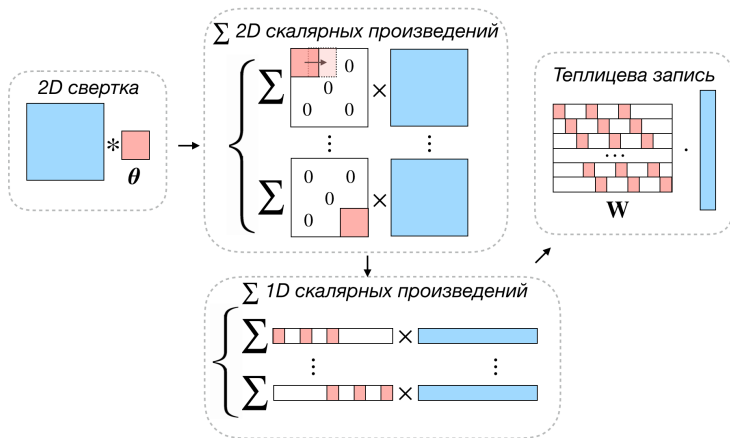 2D свертка
*
θ
∑ 2D скалярных произведений
∑ 0 0 0 0 ×
⋮ ⋮
∑ 0 0 0 0 ×
∑ 1D скалярных произведений
∑ ×
⋮ ⋮
∑ ×
Теплицева запись
··· ·
W